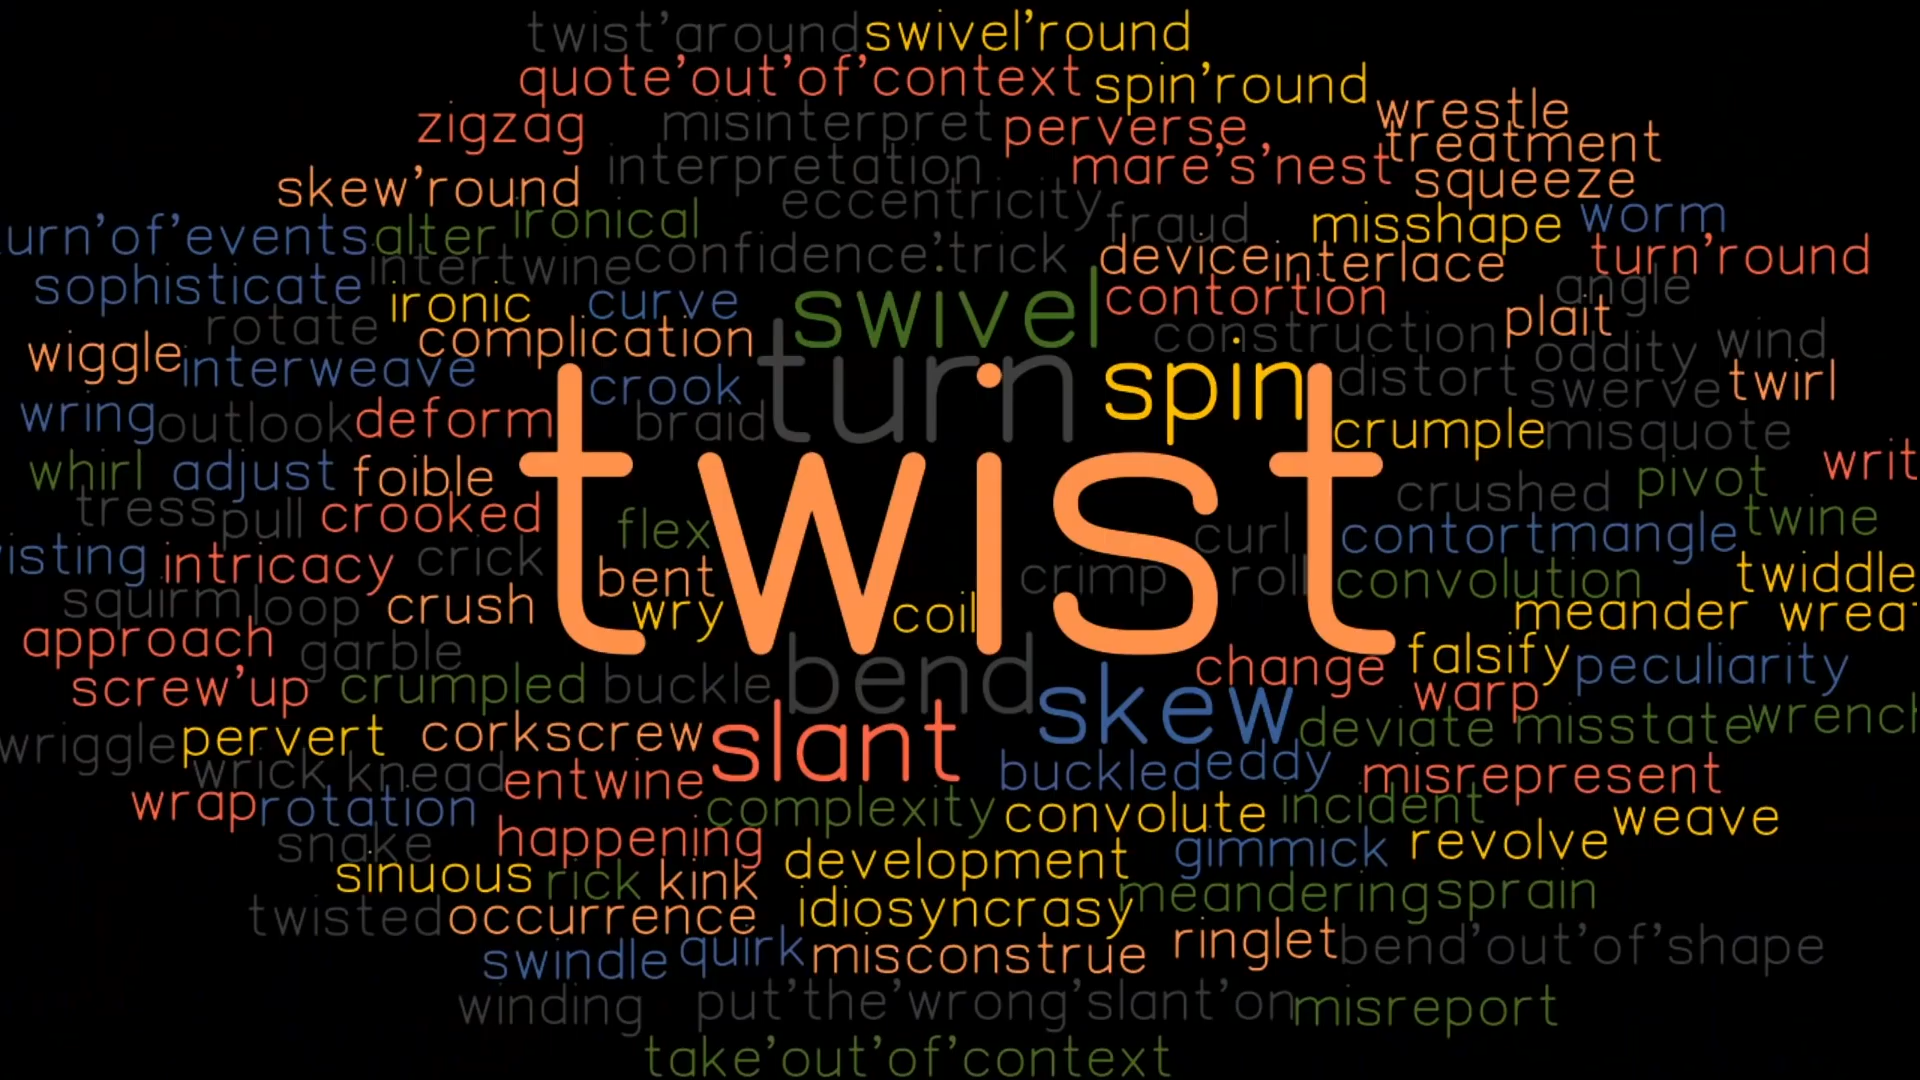 twist'around swivel'round
quote'out'of'context spin'round
zigzag misinterpret perverse wrestle
interpretation mare's'nest treatment
skew'round eccentricity squeeze
urn'of'events alter ironical fraud misshape worm
intertwine confidence'trick device interlace turn'round
sophisticate ironic curve swivel contortion angle
rotate complication construction plait
wiggle interweave turn spin oddity wind
crook distort swerve twirl
wring outlook deform braid crumple misquote
whirl adjust foible twist pivot writ
tress pull crooked flex crushed twine
isting intricacy crick curl contort mangle
squirm loop crush bent crimp roll convolution twiddle
wry coil meander wrea
approach garble bend change falsify peculiarity
screw'up crumpled buckle skew warp
wriggle pervert corkscrew slant deviate misstate wrench
wrick knead entwine buckled eddy misrepresent
wrap rotation complexity convolute incident weave
snake happening development gimmick revolve
sinuous rick kink meandering sprain
twisted occurrence idiosyncrasy
swindle quirk misconstrue ringlet bend'out'of'shape
winding put'the'wrong'slant'on misreport
take'out'of'context